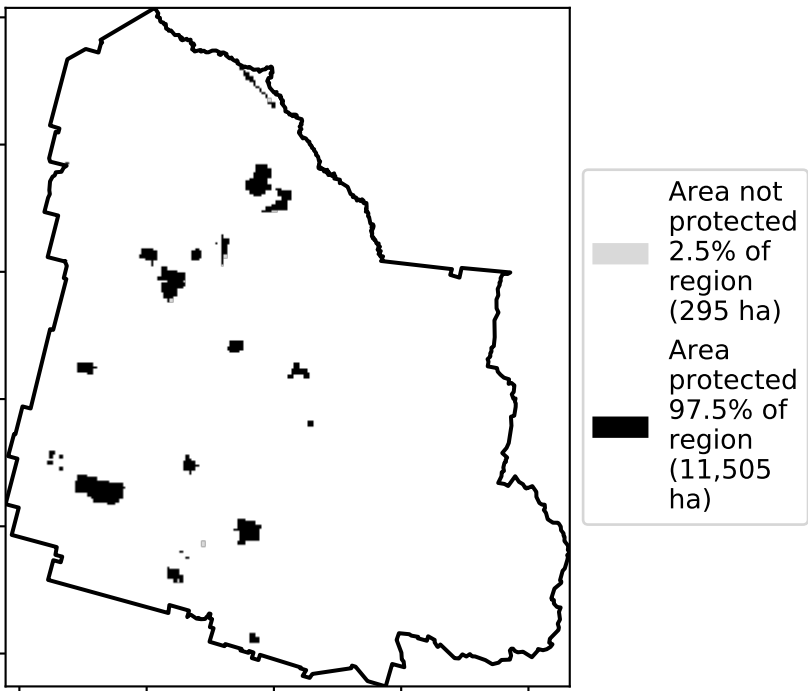 Area not
protected
2.5% of
region
(295 ha)
Area
protected
97.5% of
region
(11,505
ha)